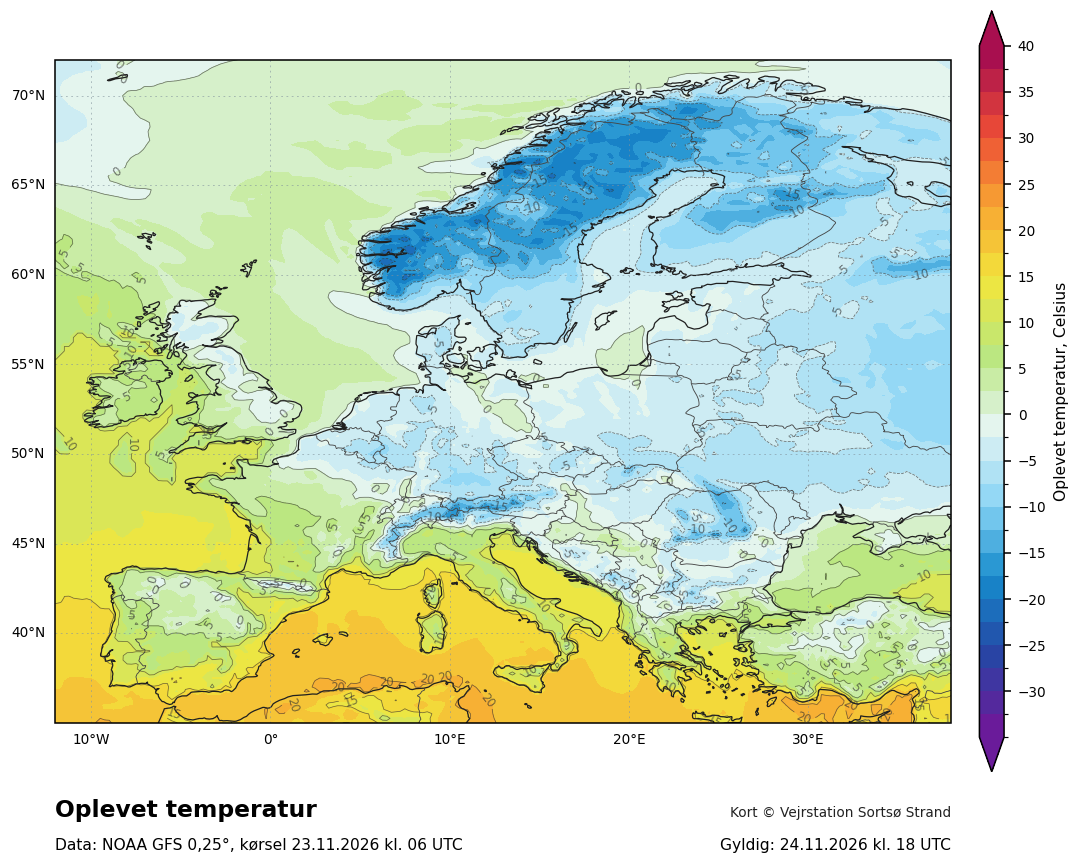 70°N
65°N
60°N
55°N
50°N
45°N
40°N
10°W
0°
10°E
20°E
30°E
40
35
30
25
20
15
10
5
0
−5
−10
−15
−20
−25
−30
Oplevet temperatur, Celsius
Oplevet temperatur
Kort © Vejrstation Sortsø Strand
Data: NOAA GFS 0,25°, kørsel 23.11.2026 kl. 06 UTC
Gyldig: 24.11.2026 kl. 18 UTC